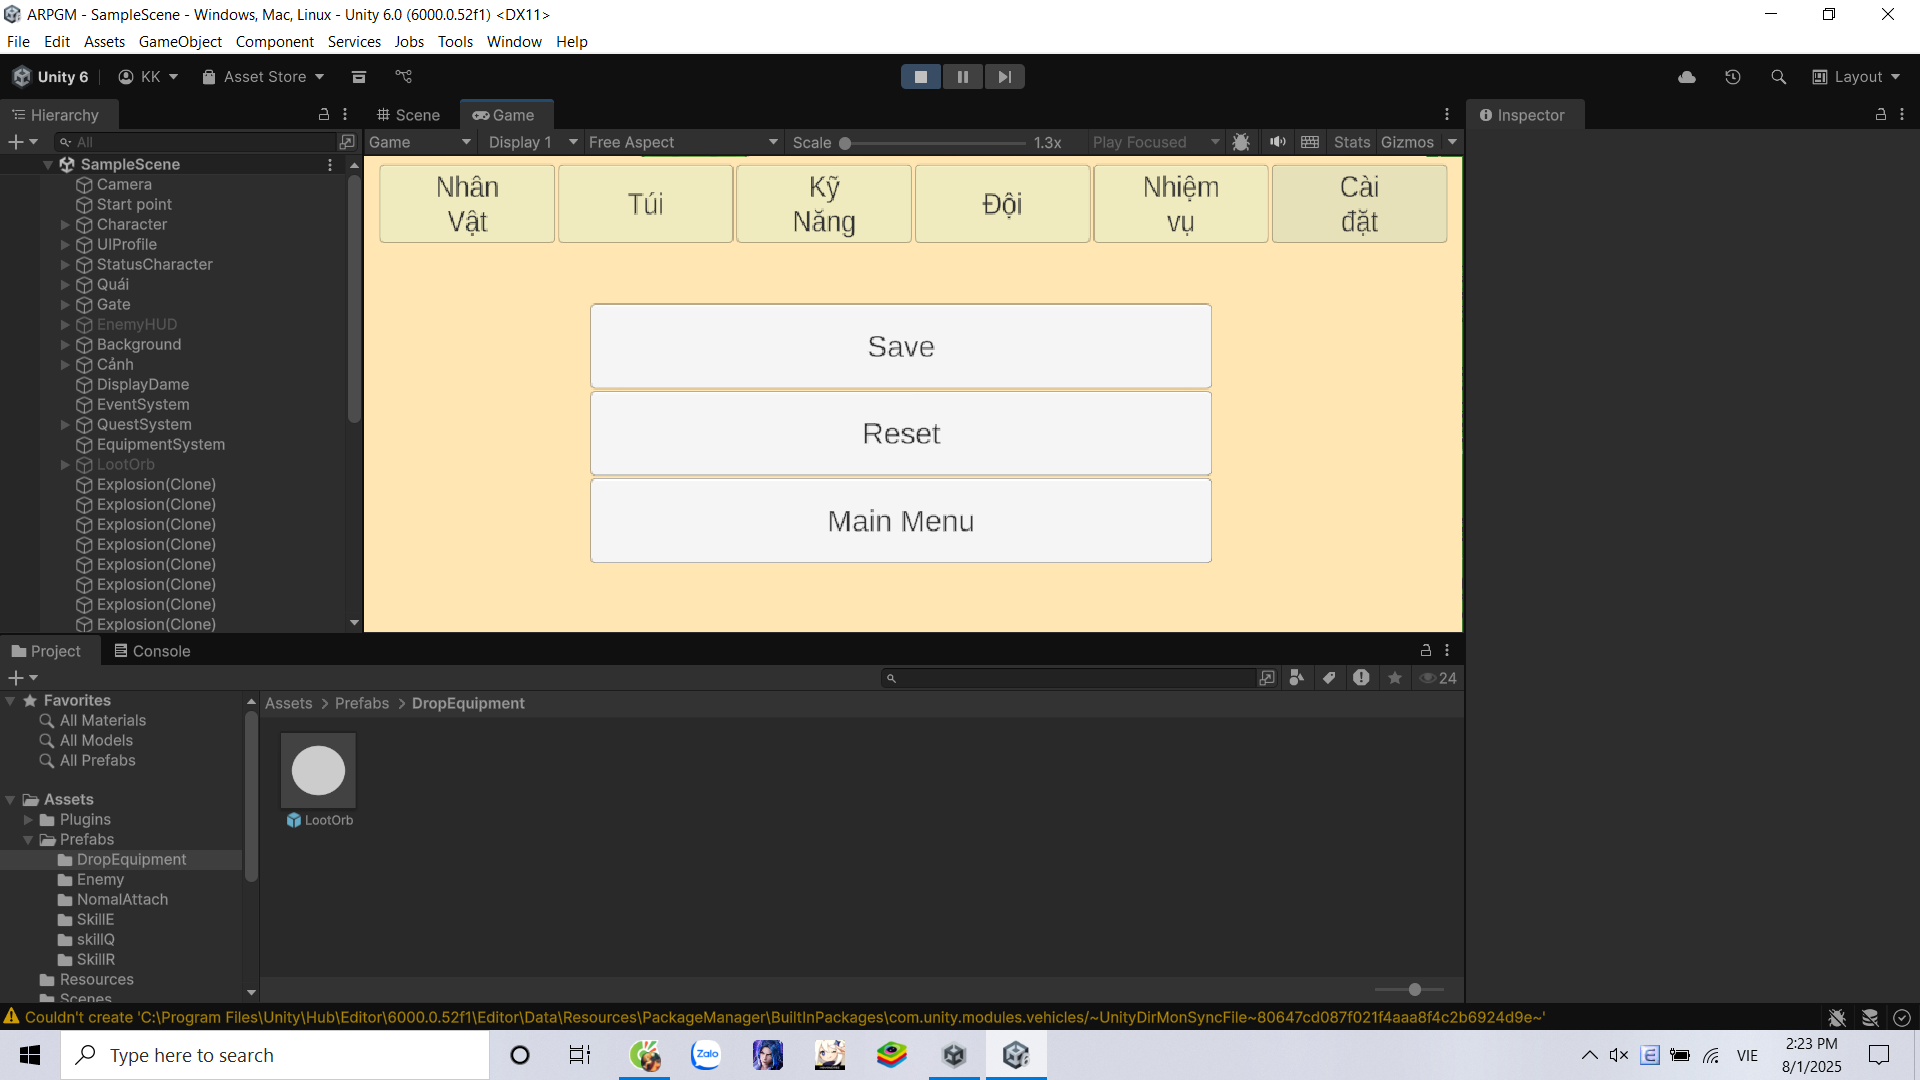 ARPGM - SampleScene - Windows, Mac, Linux - Unity 6.0 (6000.0.52f1) <DX11>
File Edit Assets GameObject Component Services Jobs Tools Window Help
Unity 6 KK Asset Store Layout
Hierarchy Scene Game Inspector
All Game Display 1 Free Aspect Scale 1.3x Play Focused Stats Gizmos
SampleScene
Camera
Start point
Character
UIProfile
StatusCharacter
Quái
Gate
EnemyHUD
Background
Cảnh
DisplayDame
EventSystem
QuestSystem
EquipmentSystem
LootOrb
Explosion(Clone)
Explosion(Clone)
Explosion(Clone)
Explosion(Clone)
Explosion(Clone)
Explosion(Clone)
Explosion(Clone)
Explosion(Clone)
Nhân
Vật
Túi
Kỹ
Năng
Đội
Nhiệm
vụ
Cài
đặt
Save
Reset
Main Menu
Project Console
24
Favorites
All Materials
All Models
All Prefabs
Assets
Plugins
Prefabs
DropEquipment
Enemy
NomalAttach
SkillE
skillQ
SkillR
Resources
Scenes
Assets > Prefabs > DropEquipment
LootOrb
Couldn't create 'C:\Program Files\Unity\Hub\Editor\6000.0.52f1\Editor\Data\Resources\PackageManager\BuiltInPackages\com.unity.modules.vehicles/~UnityDirMonSyncFile~80647cd087f021f4aaa8f4c2b6924d9e~'
Type here to search
Zalo
E
VIE
2:23 PM
8/1/2025